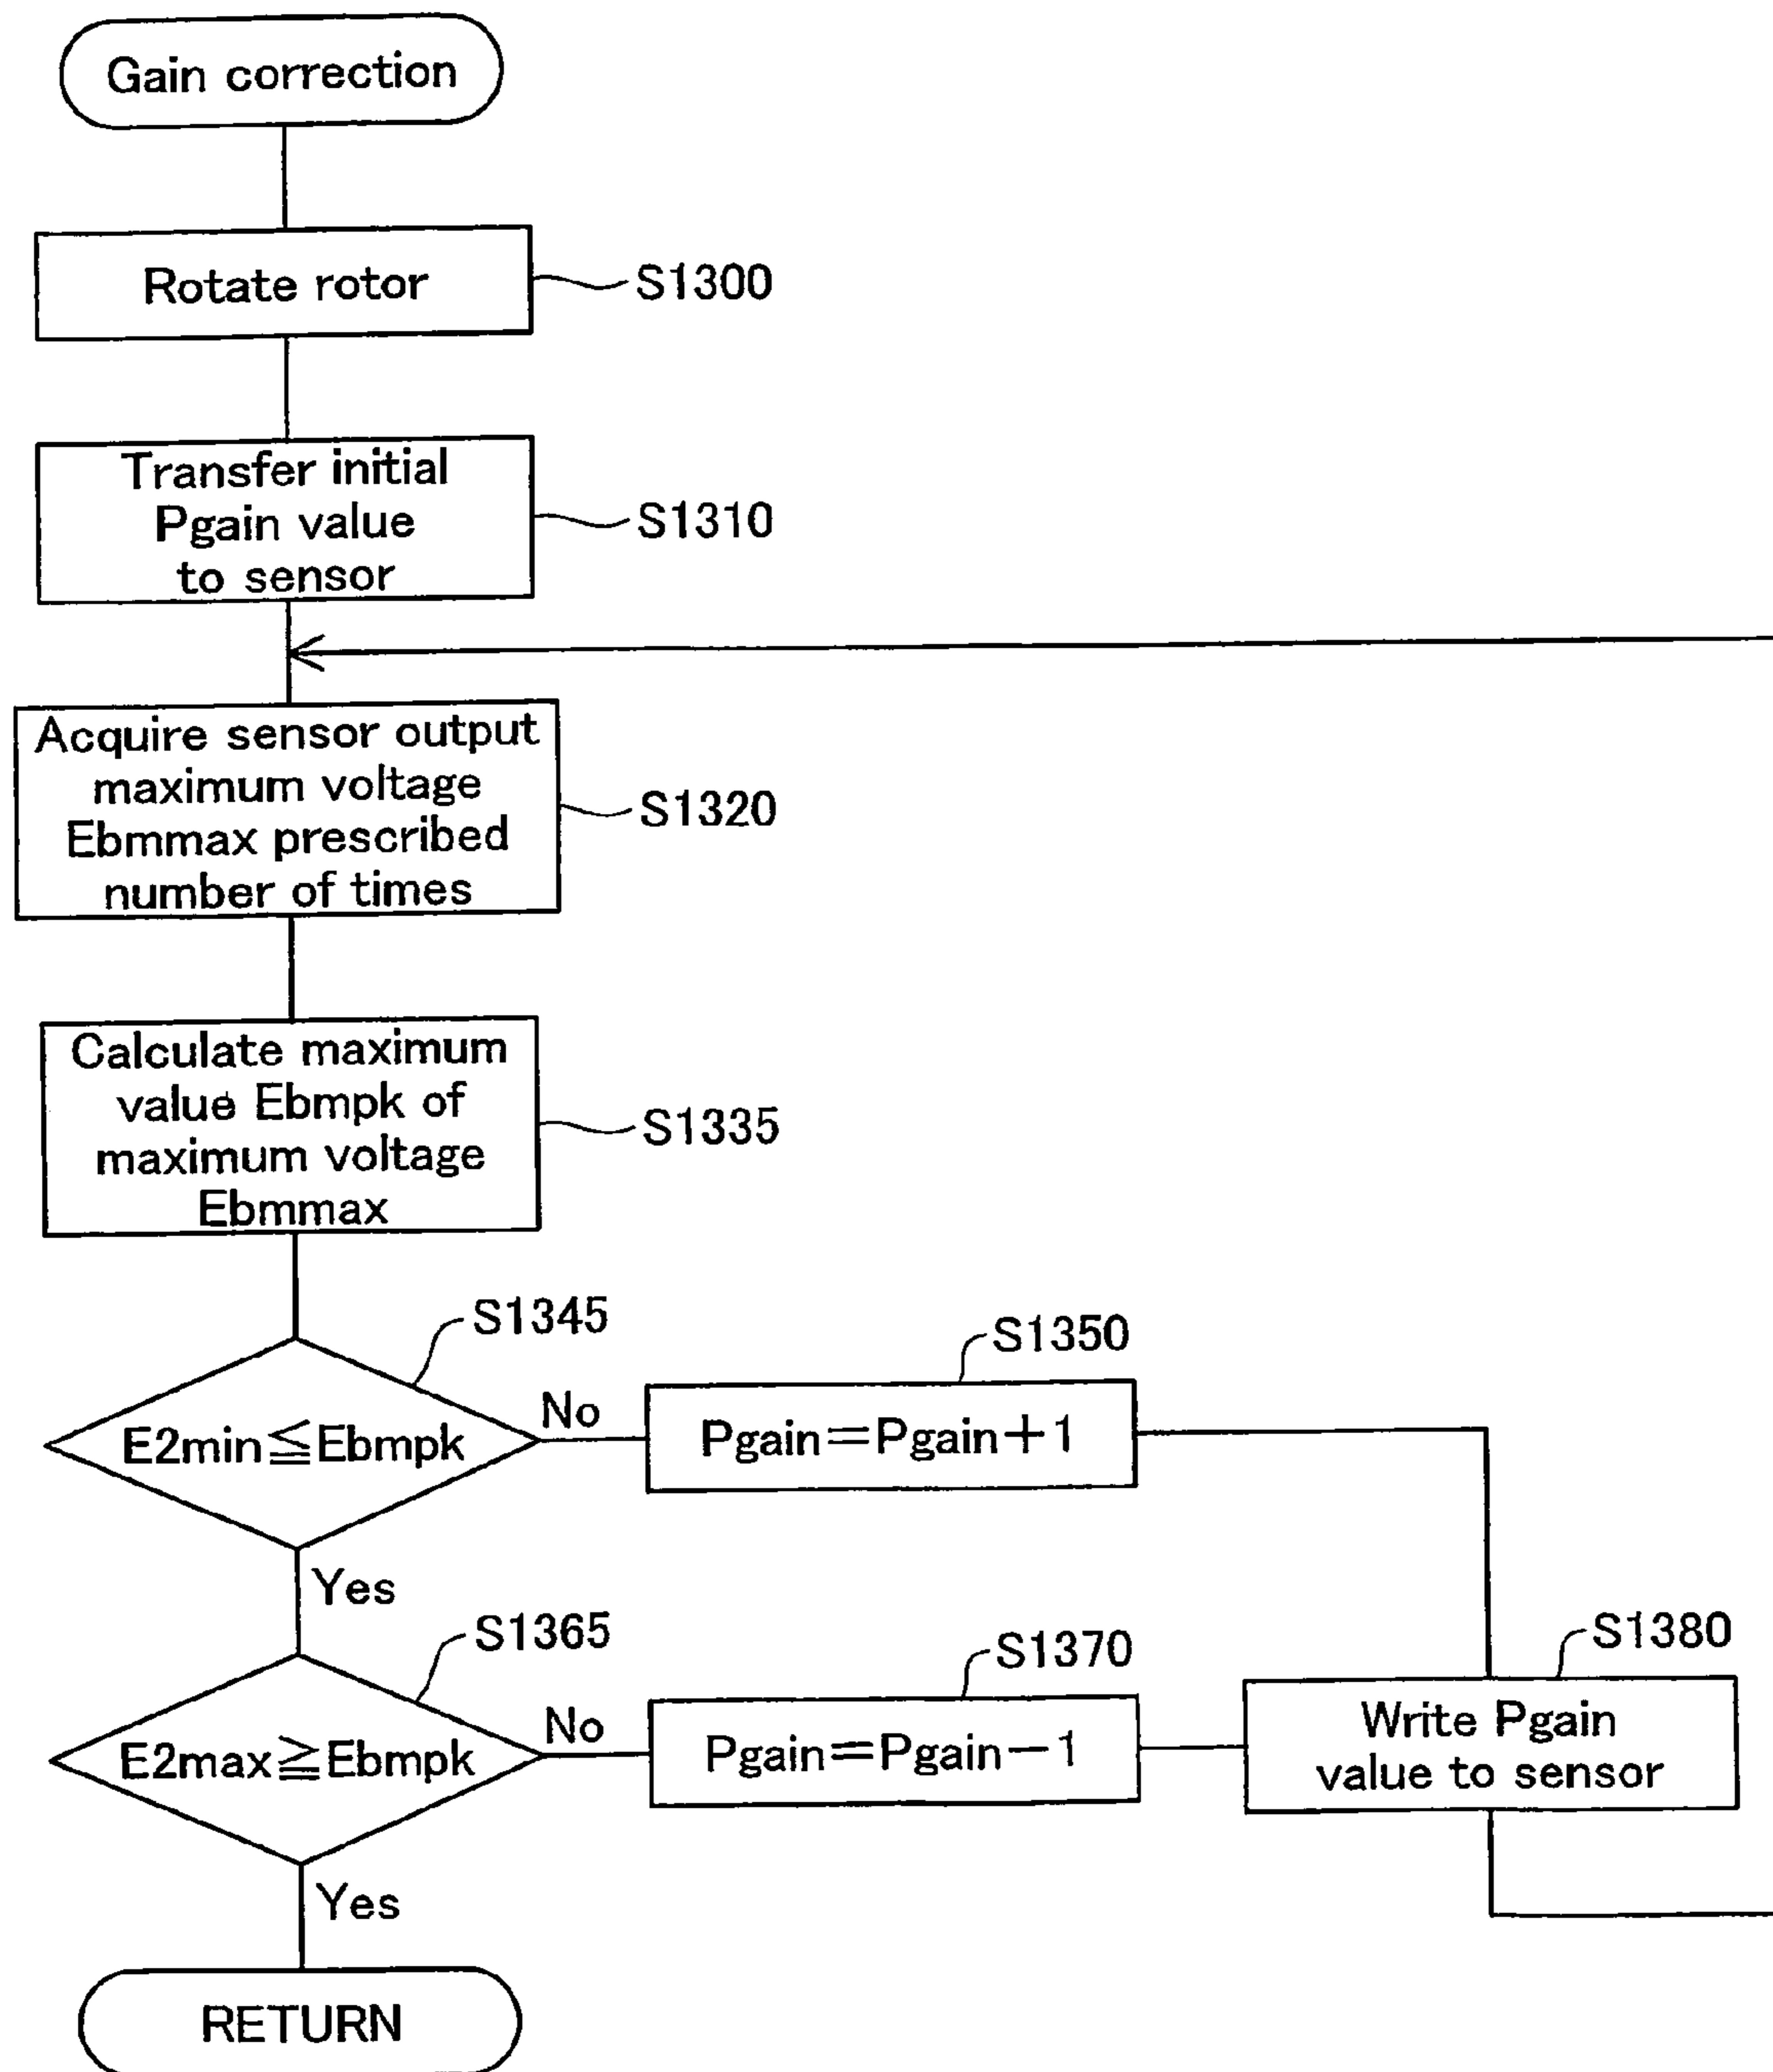 Gain correction
Rotate rotor
S1300
Transfer initial
Pgain value
to sensor
S1310
Acquire sensor output
maximum voltage
Ebmmax prescribed
number of times
S1320
Calculate maximum
value Ebmpk of
maximum voltage
Ebmmax
S1335
S1345
E2min≦Ebmpk
No
S1350
Pgain=Pgain+1
Yes
S1365
E2max≧Ebmpk
No
S1370
Pgain=Pgain−1
S1380
Write Pgain
value to sensor
Yes
RETURN